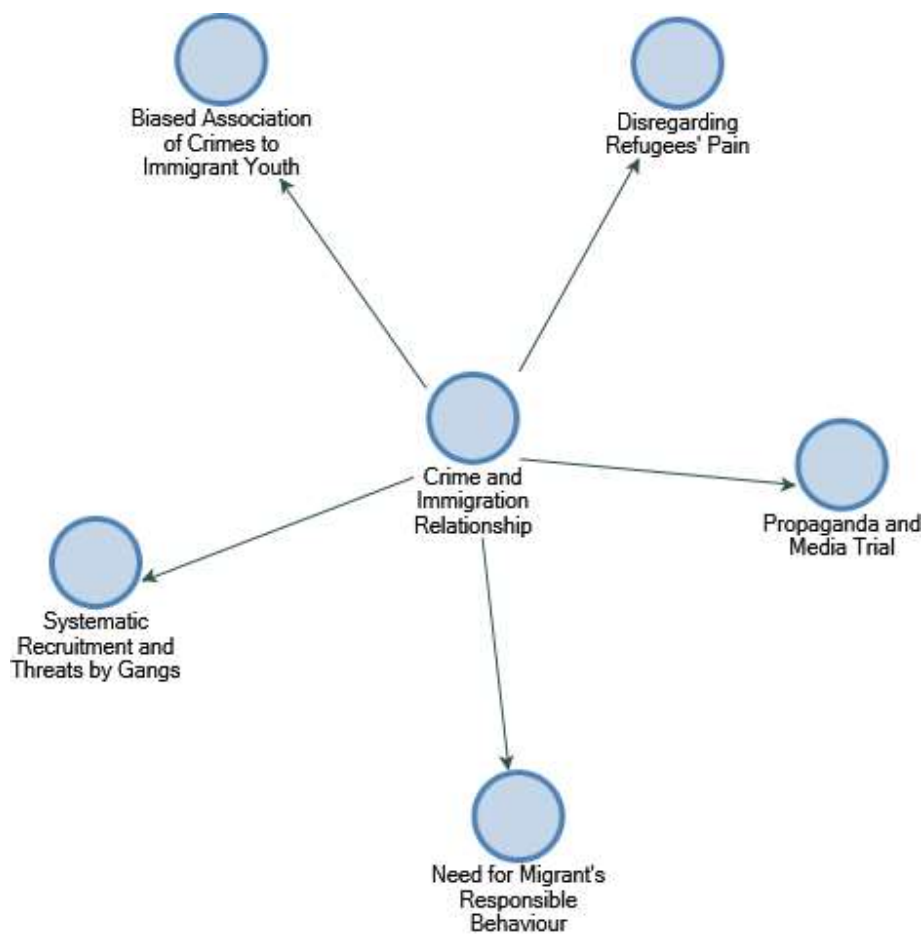 Biased Association
of Crimes to
Immigrant Youth
Disregarding
Refugees' Pain
Crime and
Immigration
Relationship
Propaganda and
Media Trial
Systematic
Recruitment and
Threats by Gangs
Need for Migrant's
Responsible
Behaviour